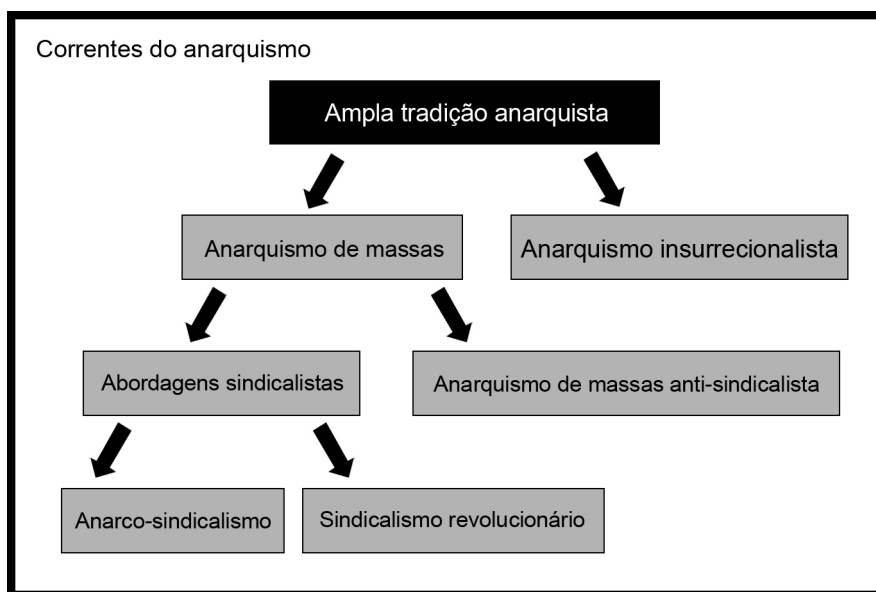 Correntes do anarquismo
Ampla tradição anarquista
Anarquismo de massas
Anarquismo insurrecionalista
Abordagens sindicalistas
Anarquismo de massas anti-sindicalista
Anarco-sindicalismo
Sindicalismo revolucionário